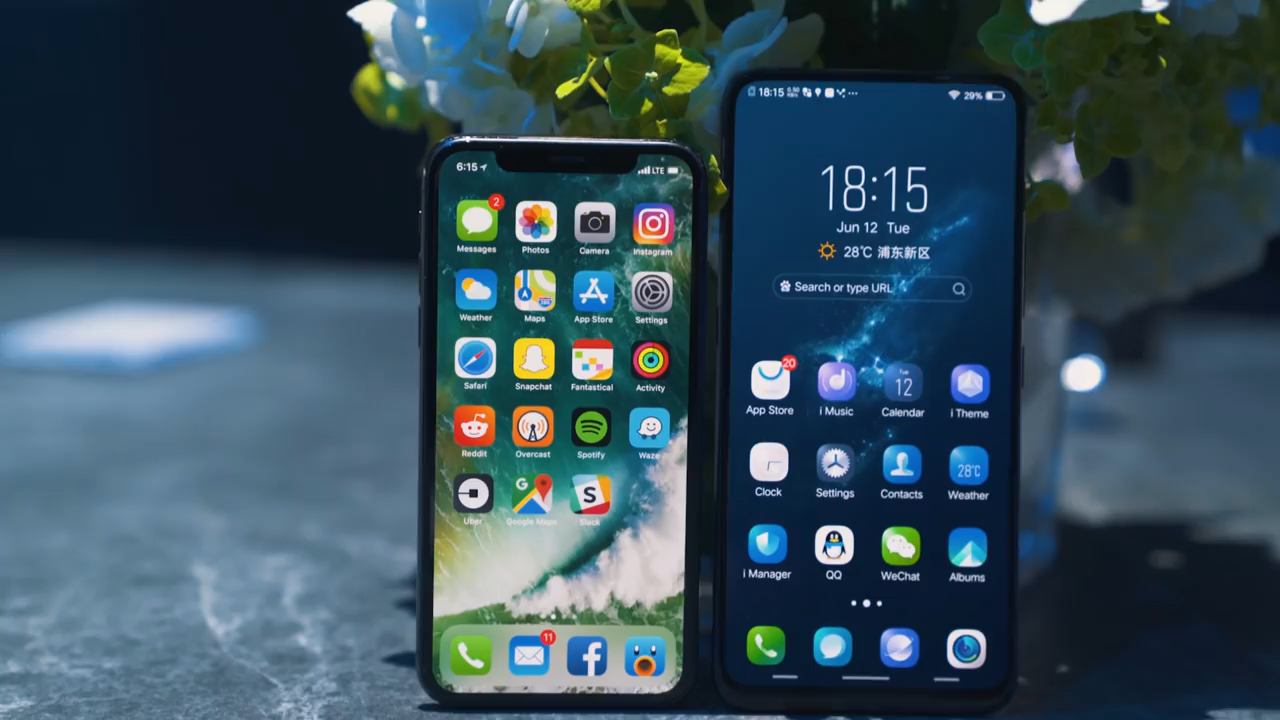 6:15
LTE
2
Messages
Photos
Camera
Instagram
Weather
Maps
App Store
Settings
Safari
Snapchat
Fantastical
Activity
Reddit
Overcast
Spotify
Waze
Uber
G
Google Maps
S
Slack
11
f
18:15
29%
18:15
Jun 12 Tue
28℃ 浦东新区
Search or type URL
20
Tue
12
App Store
i Music
Calendar
i Theme
28℃
Clock
Settings
Contacts
Weather
i Manager
QQ
WeChat
Albums